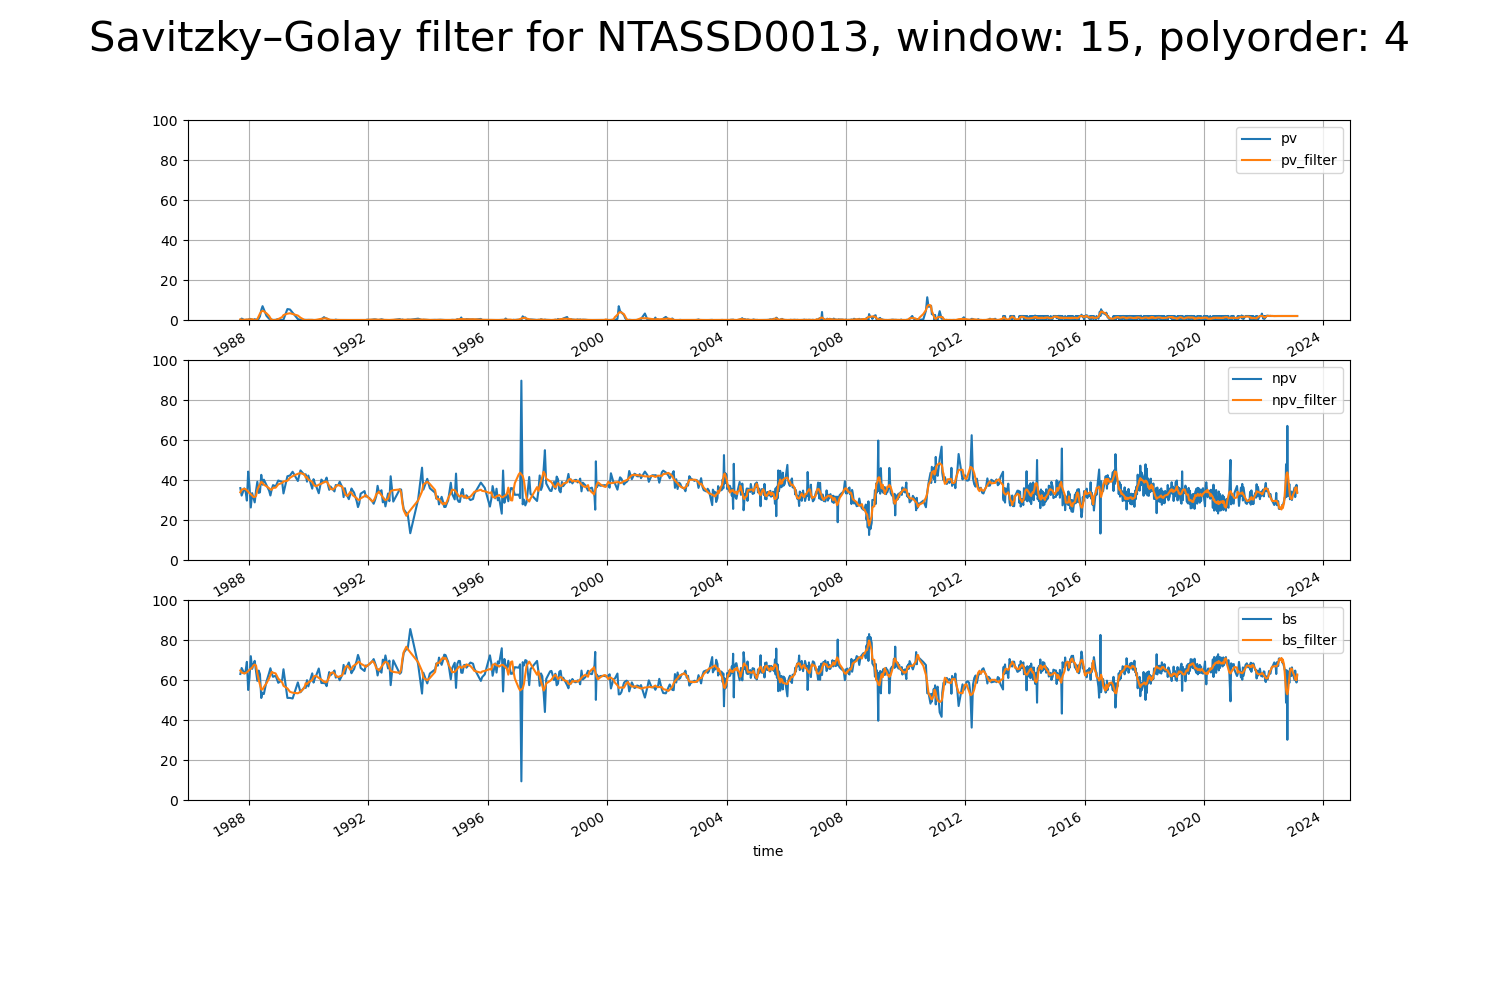 Savitzky–Golay filter for NTASSD0013, window: 15, polyorder: 4
100
80
60
40
20
0
pv
pv_filter
1988 1992 1996 2000 2004 2008 2012 2016 2020 2024
100
80
60
40
20
0
npv
npv_filter
1988 1992 1996 2000 2004 2008 2012 2016 2020 2024
100
80
60
40
20
0
bs
bs_filter
1988 1992 1996 2000 2004 2008 2012 2016 2020 2024
time